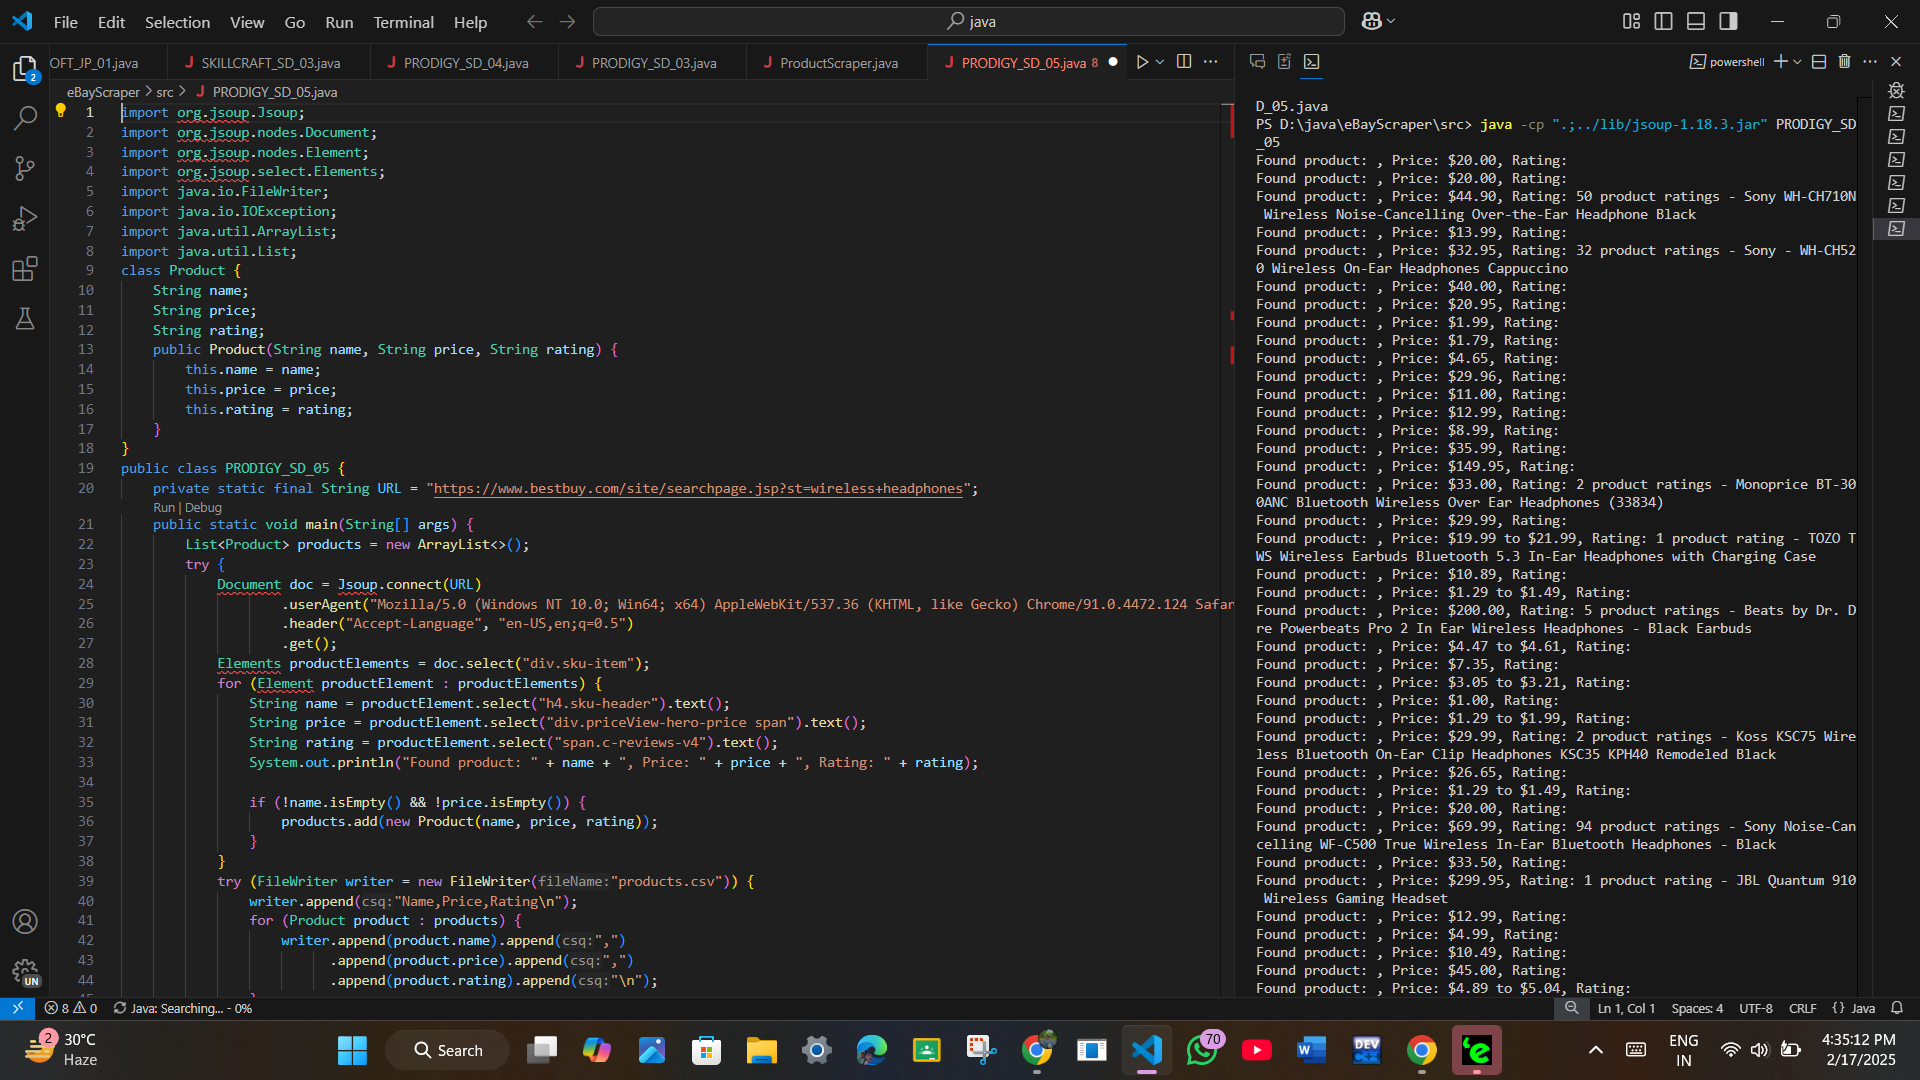 File Edit Selection View Go Run Terminal Help
java
OFT_JP_01.java
SKILLCRAFT_SD_03.java
PRODIGY_SD_04.java
PRODIGY_SD_03.java
ProductScraper.java
PRODIGY_SD_05.java 8
powershell
2
eBayScraper > src > J PRODIGY_SD_05.java
1 import org.jsoup.Jsoup;
2 import org.jsoup.nodes.Document;
3 import org.jsoup.nodes.Element;
4 import org.jsoup.select.Elements;
5 import java.io.FileWriter;
6 import java.io.IOException;
7 import java.util.ArrayList;
8 import java.util.List;
9 class Product {
10 String name;
11 String price;
12 String rating;
13 public Product(String name, String price, String rating) {
14 this.name = name;
15 this.price = price;
16 this.rating = rating;
17 }
18 }
19 public class PRODIGY_SD_05 {
20 private static final String URL = "https://www.bestbuy.com/site/searchpage.jsp?st=wireless+headphones";
Run | Debug
21 public static void main(String[] args) {
22 List<Product> products = new ArrayList<>();
23 try {
24 Document doc = Jsoup.connect(URL)
25 .userAgent("Mozilla/5.0 (Windows NT 10.0; Win64; x64) AppleWebKit/537.36 (KHTML, like Gecko) Chrome/91.0.4472.124 Safar
26 .header("Accept-Language", "en-US,en;q=0.5")
27 .get();
28 Elements productElements = doc.select("div.sku-item");
29 for (Element productElement : productElements) {
30 String name = productElement.select("h4.sku-header").text();
31 String price = productElement.select("div.priceView-hero-price span").text();
32 String rating = productElement.select("span.c-reviews-v4").text();
33 System.out.println("Found product: " + name + ", Price: " + price + ", Rating: " + rating);
34
35 if (!name.isEmpty() && !price.isEmpty()) {
36 products.add(new Product(name, price, rating));
37 }
38 }
39 try (FileWriter writer = new FileWriter(fileName:"products.csv")) {
40 writer.append(csq:"Name,Price,Rating\n");
41 for (Product product : products) {
42 writer.append(product.name).append(csq:",")
43 .append(product.price).append(csq:",")
44 .append(product.rating).append(csq:"\n");
D_05.java
PS D:\java\eBayScraper\src> java -cp ".;../lib/jsoup-1.18.3.jar" PRODIGY_SD
_05
Found product: , Price: $20.00, Rating:
Found product: , Price: $20.00, Rating:
Found product: , Price: $44.90, Rating: 50 product ratings - Sony WH-CH710N
Wireless Noise-Cancelling Over-the-Ear Headphone Black
Found product: , Price: $13.99, Rating:
Found product: , Price: $32.95, Rating: 32 product ratings - Sony - WH-CH52
0 Wireless On-Ear Headphones Cappuccino
Found product: , Price: $40.00, Rating:
Found product: , Price: $20.95, Rating:
Found product: , Price: $1.99, Rating:
Found product: , Price: $1.79, Rating:
Found product: , Price: $4.65, Rating:
Found product: , Price: $29.96, Rating:
Found product: , Price: $11.00, Rating:
Found product: , Price: $12.99, Rating:
Found product: , Price: $8.99, Rating:
Found product: , Price: $35.99, Rating:
Found product: , Price: $149.95, Rating:
Found product: , Price: $33.00, Rating: 2 product ratings - Monoprice BT-30
0ANC Bluetooth Wireless Over Ear Headphones (33834)
Found product: , Price: $29.99, Rating:
Found product: , Price: $19.99 to $21.99, Rating: 1 product rating - TOZO T
WS Wireless Earbuds Bluetooth 5.3 In-Ear Headphones with Charging Case
Found product: , Price: $10.89, Rating:
Found product: , Price: $1.29 to $1.49, Rating:
Found product: , Price: $200.00, Rating: 5 product ratings - Beats by Dr. D
re Powerbeats Pro 2 In Ear Wireless Headphones - Black Earbuds
Found product: , Price: $4.47 to $4.61, Rating:
Found product: , Price: $7.35, Rating:
Found product: , Price: $3.05 to $3.21, Rating:
Found product: , Price: $1.00, Rating:
Found product: , Price: $1.29 to $1.99, Rating:
Found product: , Price: $29.99, Rating: 2 product ratings - Koss KSC75 Wire
less Bluetooth On-Ear Clip Headphones KSC35 KPH40 Remodeled Black
Found product: , Price: $26.65, Rating:
Found product: , Price: $1.29 to $1.49, Rating:
Found product: , Price: $20.00, Rating:
Found product: , Price: $69.99, Rating: 94 product ratings - Sony Noise-Can
celling WF-C500 True Wireless In-Ear Bluetooth Headphones - Black
Found product: , Price: $33.50, Rating:
Found product: , Price: $299.95, Rating: 1 product rating - JBL Quantum 910
Wireless Gaming Headset
Found product: , Price: $12.99, Rating:
Found product: , Price: $4.99, Rating:
Found product: , Price: $10.49, Rating:
Found product: , Price: $45.00, Rating:
Found product: , Price: $4.89 to $5.04, Rating:
UN
8 0 Java: Searching... - 0%
Ln 1, Col 1 Spaces: 4 UTF-8 CRLF {} Java
2
30°C
Haze
Search
70
DEV
ENG
IN
4:35:12 PM
2/17/2025